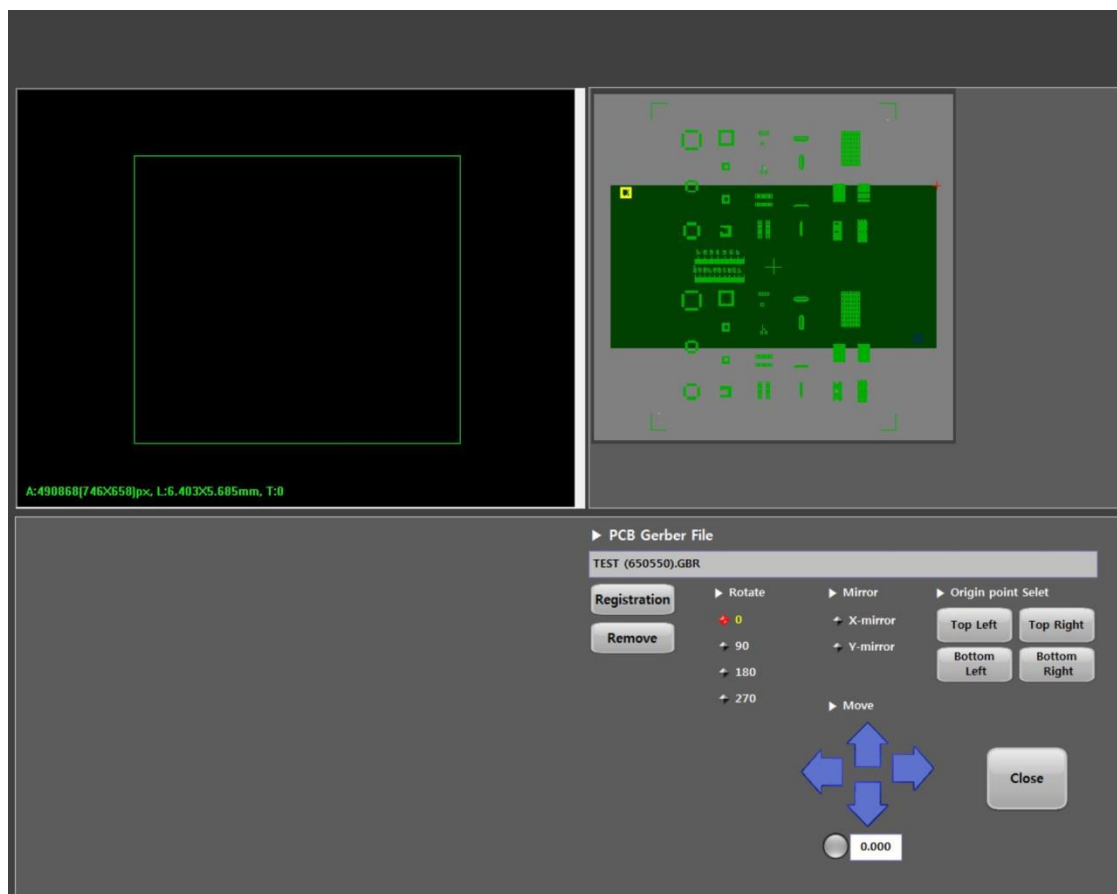 A:490868(746X658)px, L:6.403X5.685mm, T:0
▶ PCB Gerber File
TEST (650550).GBR
Registration
Remove
▶ Rotate
0
90
180
270
▶ Mirror
X-mirror
Y-mirror
▶ Origin point Selet
Top Left
Top Right
Bottom
Left
Bottom
Right
▶ Move
0.000
Close